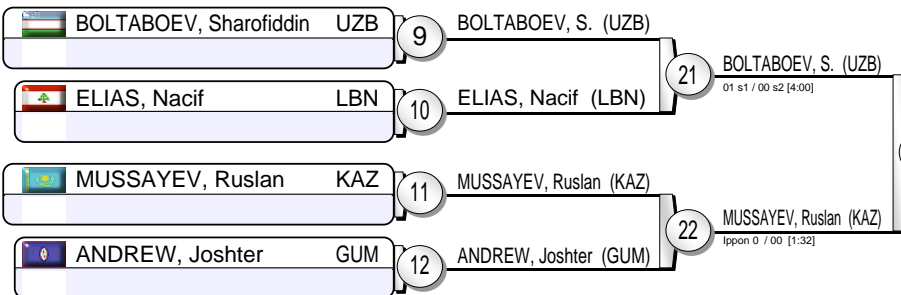 BOLTABOEV, Sharofiddin UZB
9
BOLTABOEV, S. (UZB)
21
BOLTABOEV, S. (UZB)
01 s1 / 00 s2 [4:00]
ELIAS, Nacif LBN
10
ELIAS, Nacif (LBN)
MUSSAYEV, Ruslan KAZ
11
MUSSAYEV, Ruslan (KAZ)
22
MUSSAYEV, Ruslan (KAZ)
Ippon 0 / 00 [1:32]
ANDREW, Joshter GUM
12
ANDREW, Joshter (GUM)